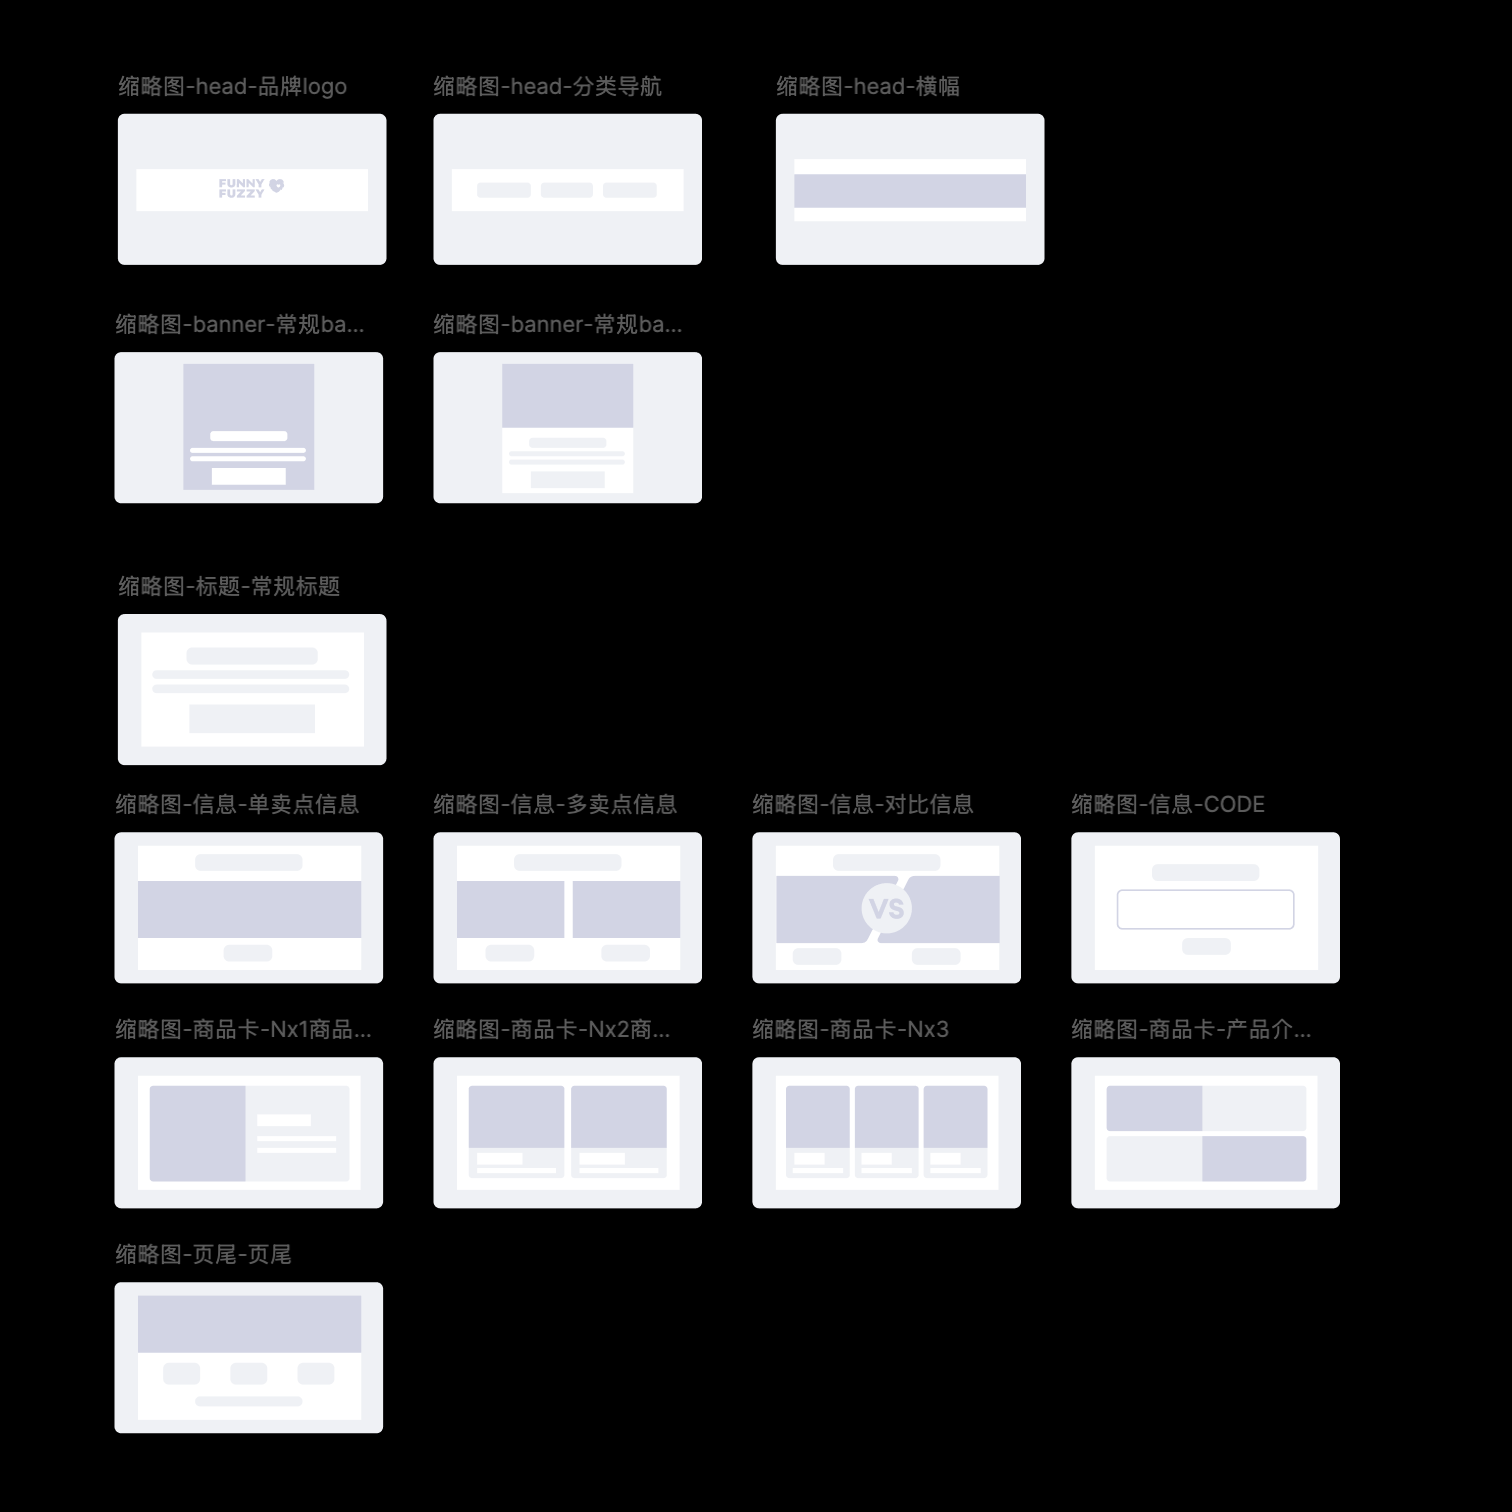 缩略图-head-品牌logo
缩略图-head-分类导航
缩略图-head-横幅
FUNNY
FUZZY
缩略图-banner-常规ba...
缩略图-banner-常规ba...
缩略图-标题-常规标题
缩略图-信息-单卖点信息
缩略图-信息-多卖点信息
缩略图-信息-对比信息
缩略图-信息-CODE
VS
缩略图-商品卡-Nx1商品...
缩略图-商品卡-Nx2商...
缩略图-商品卡-Nx3
缩略图-商品卡-产品介...
缩略图-页尾-页尾